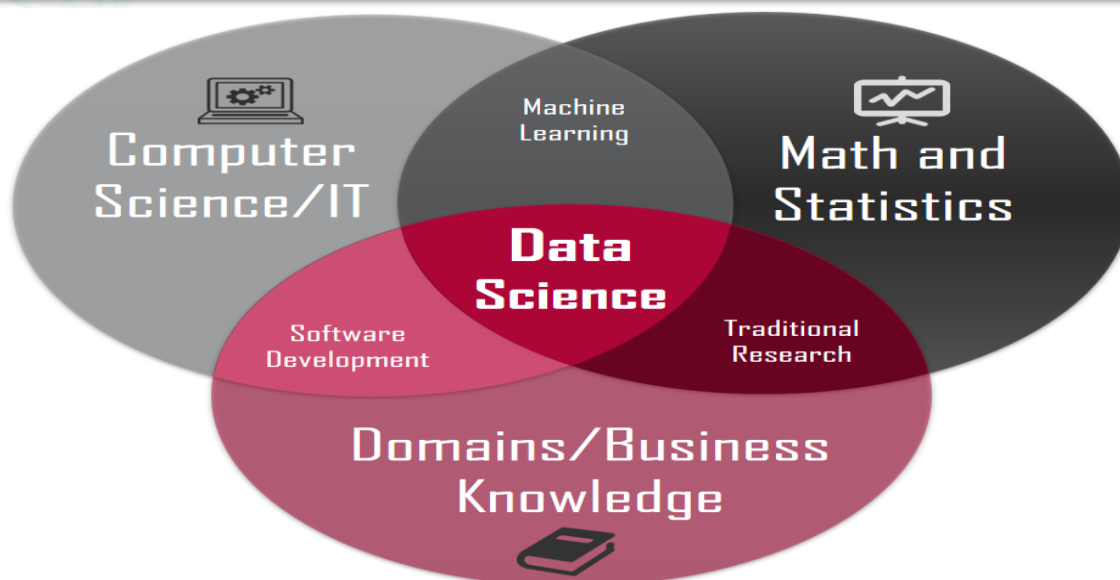 Computer
Science/IT
Machine
Learning
Math and
Statistics
Data
Science
Software
Development
Traditional
Research
Domains/Business
Knowledge